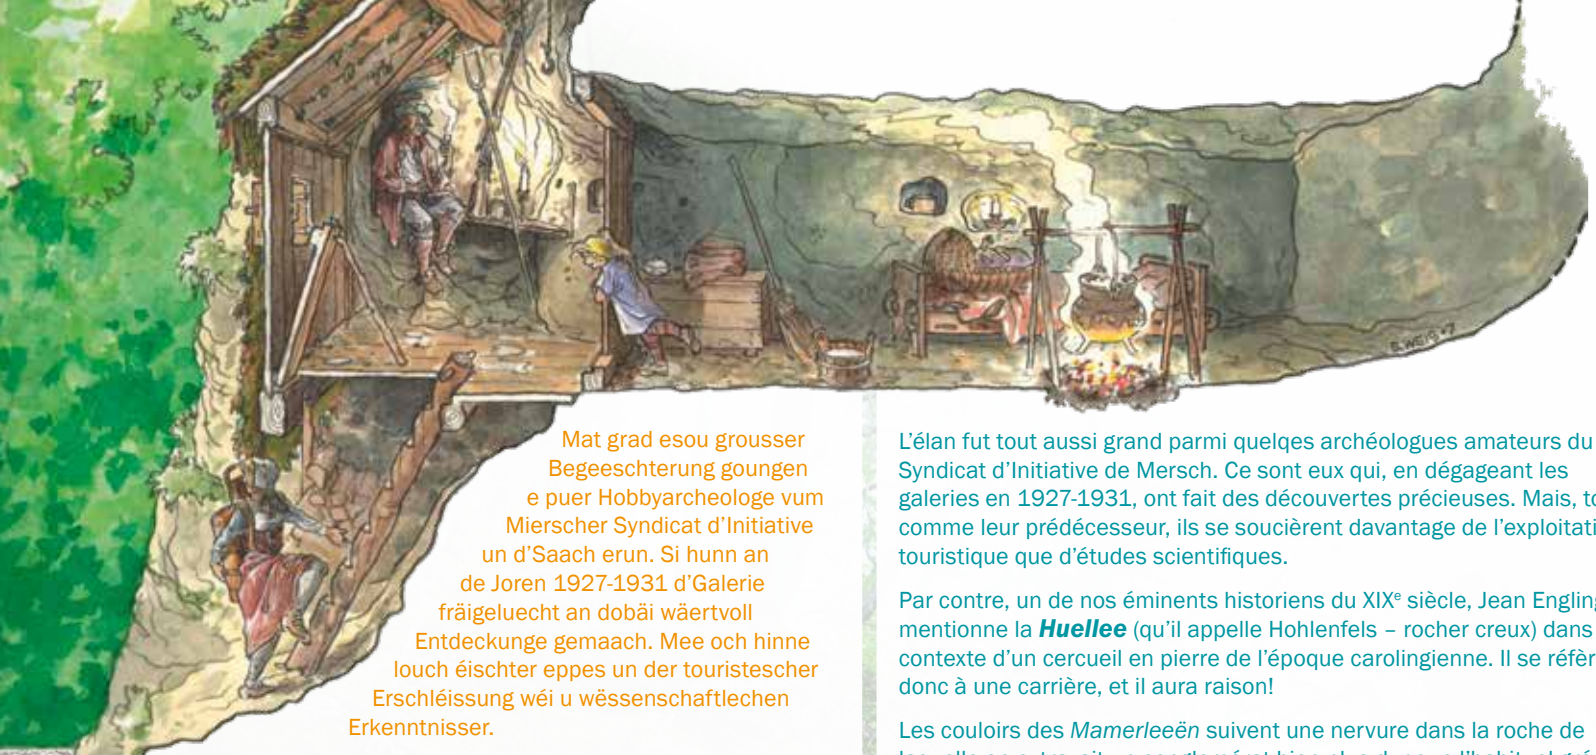 B. WEIS
Mat grad esou grousser
Begeeschterung goungen
e puer Hobbyarcheologe vum
Mierscher Syndicat d'Initiative
un d'Saach erun. Si hunn an
de Joren 1927-1931 d'Galerie
fräigeluecht an dobäi wäertvoll
Entdeckunge gemaach. Mee och hinne
louch éischter eppes un der touristescher
Erschléissung wéi u wëssenschaftlechen
Erkenntnisser.
L'élan fut tout aussi grand parmi quelqes archéologues amateurs du
Syndicat d'Initiative de Mersch. Ce sont eux qui, en dégageant les
galeries en 1927-1931, ont fait des découvertes précieuses. Mais,
comme leur prédécesseur, ils se soucièrent davantage de
touristique que d'études scientifiques.
Par contre, un de nos éminents historiens du XIXe siècle, Jean Engling
mentionne la Huellee (qu'il appelle Hohlenfels – rocher creux) dans
contexte d'un cercueil en pierre de l'époque carolingienne. Il se
donc à une carrière, et il aura raison!
Les couloirs des Mamerleeën suivent une nervure dans la roche de